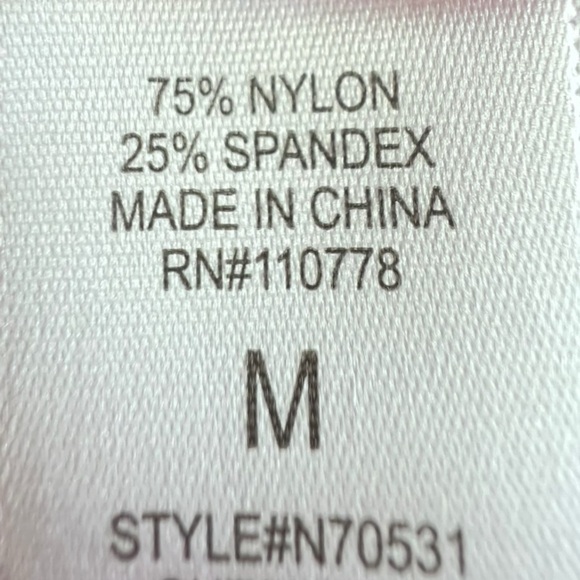 75% NYLON
25% SPANDEX
MADE IN CHINA
RN#110778
M
STYLE#N70531